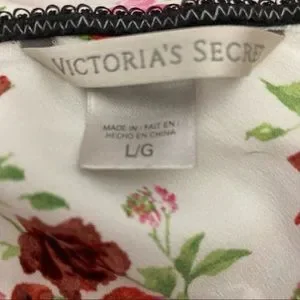 VICTORIA'S SECRET
MADE IN / FAIT EN /
HECHO EN CHINA
L/G